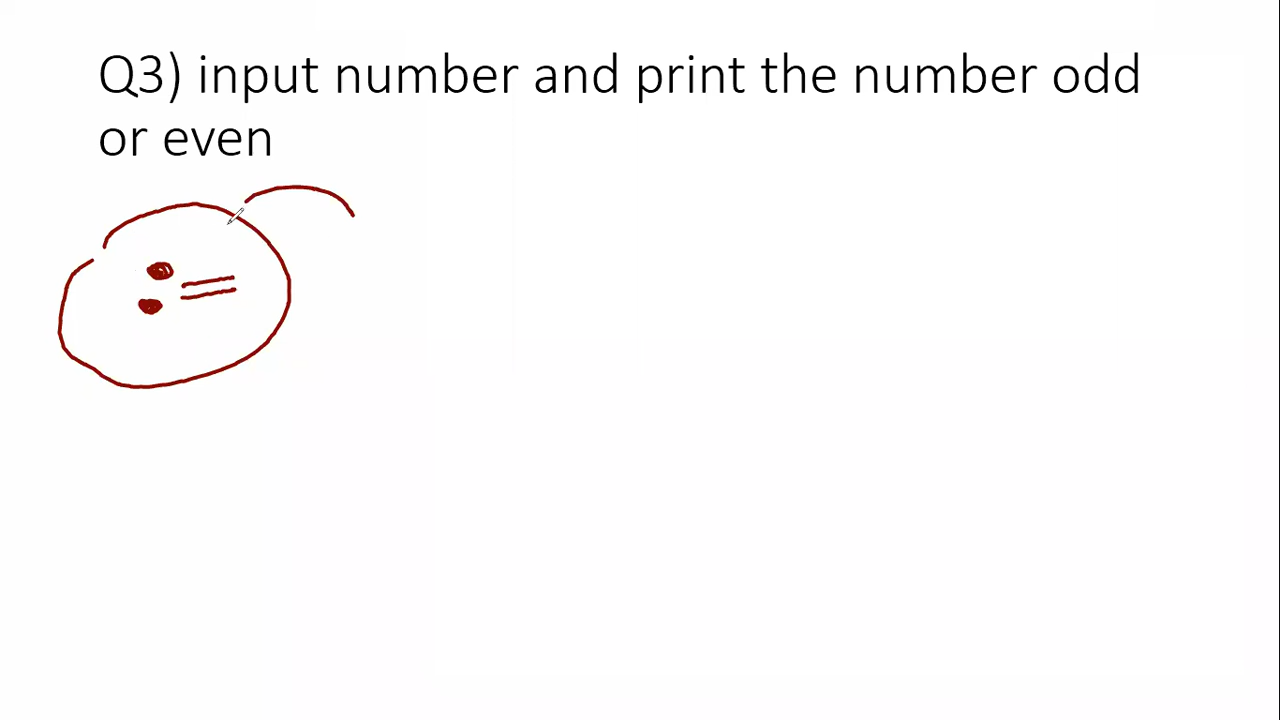 Q3) input number and print the number odd
or even